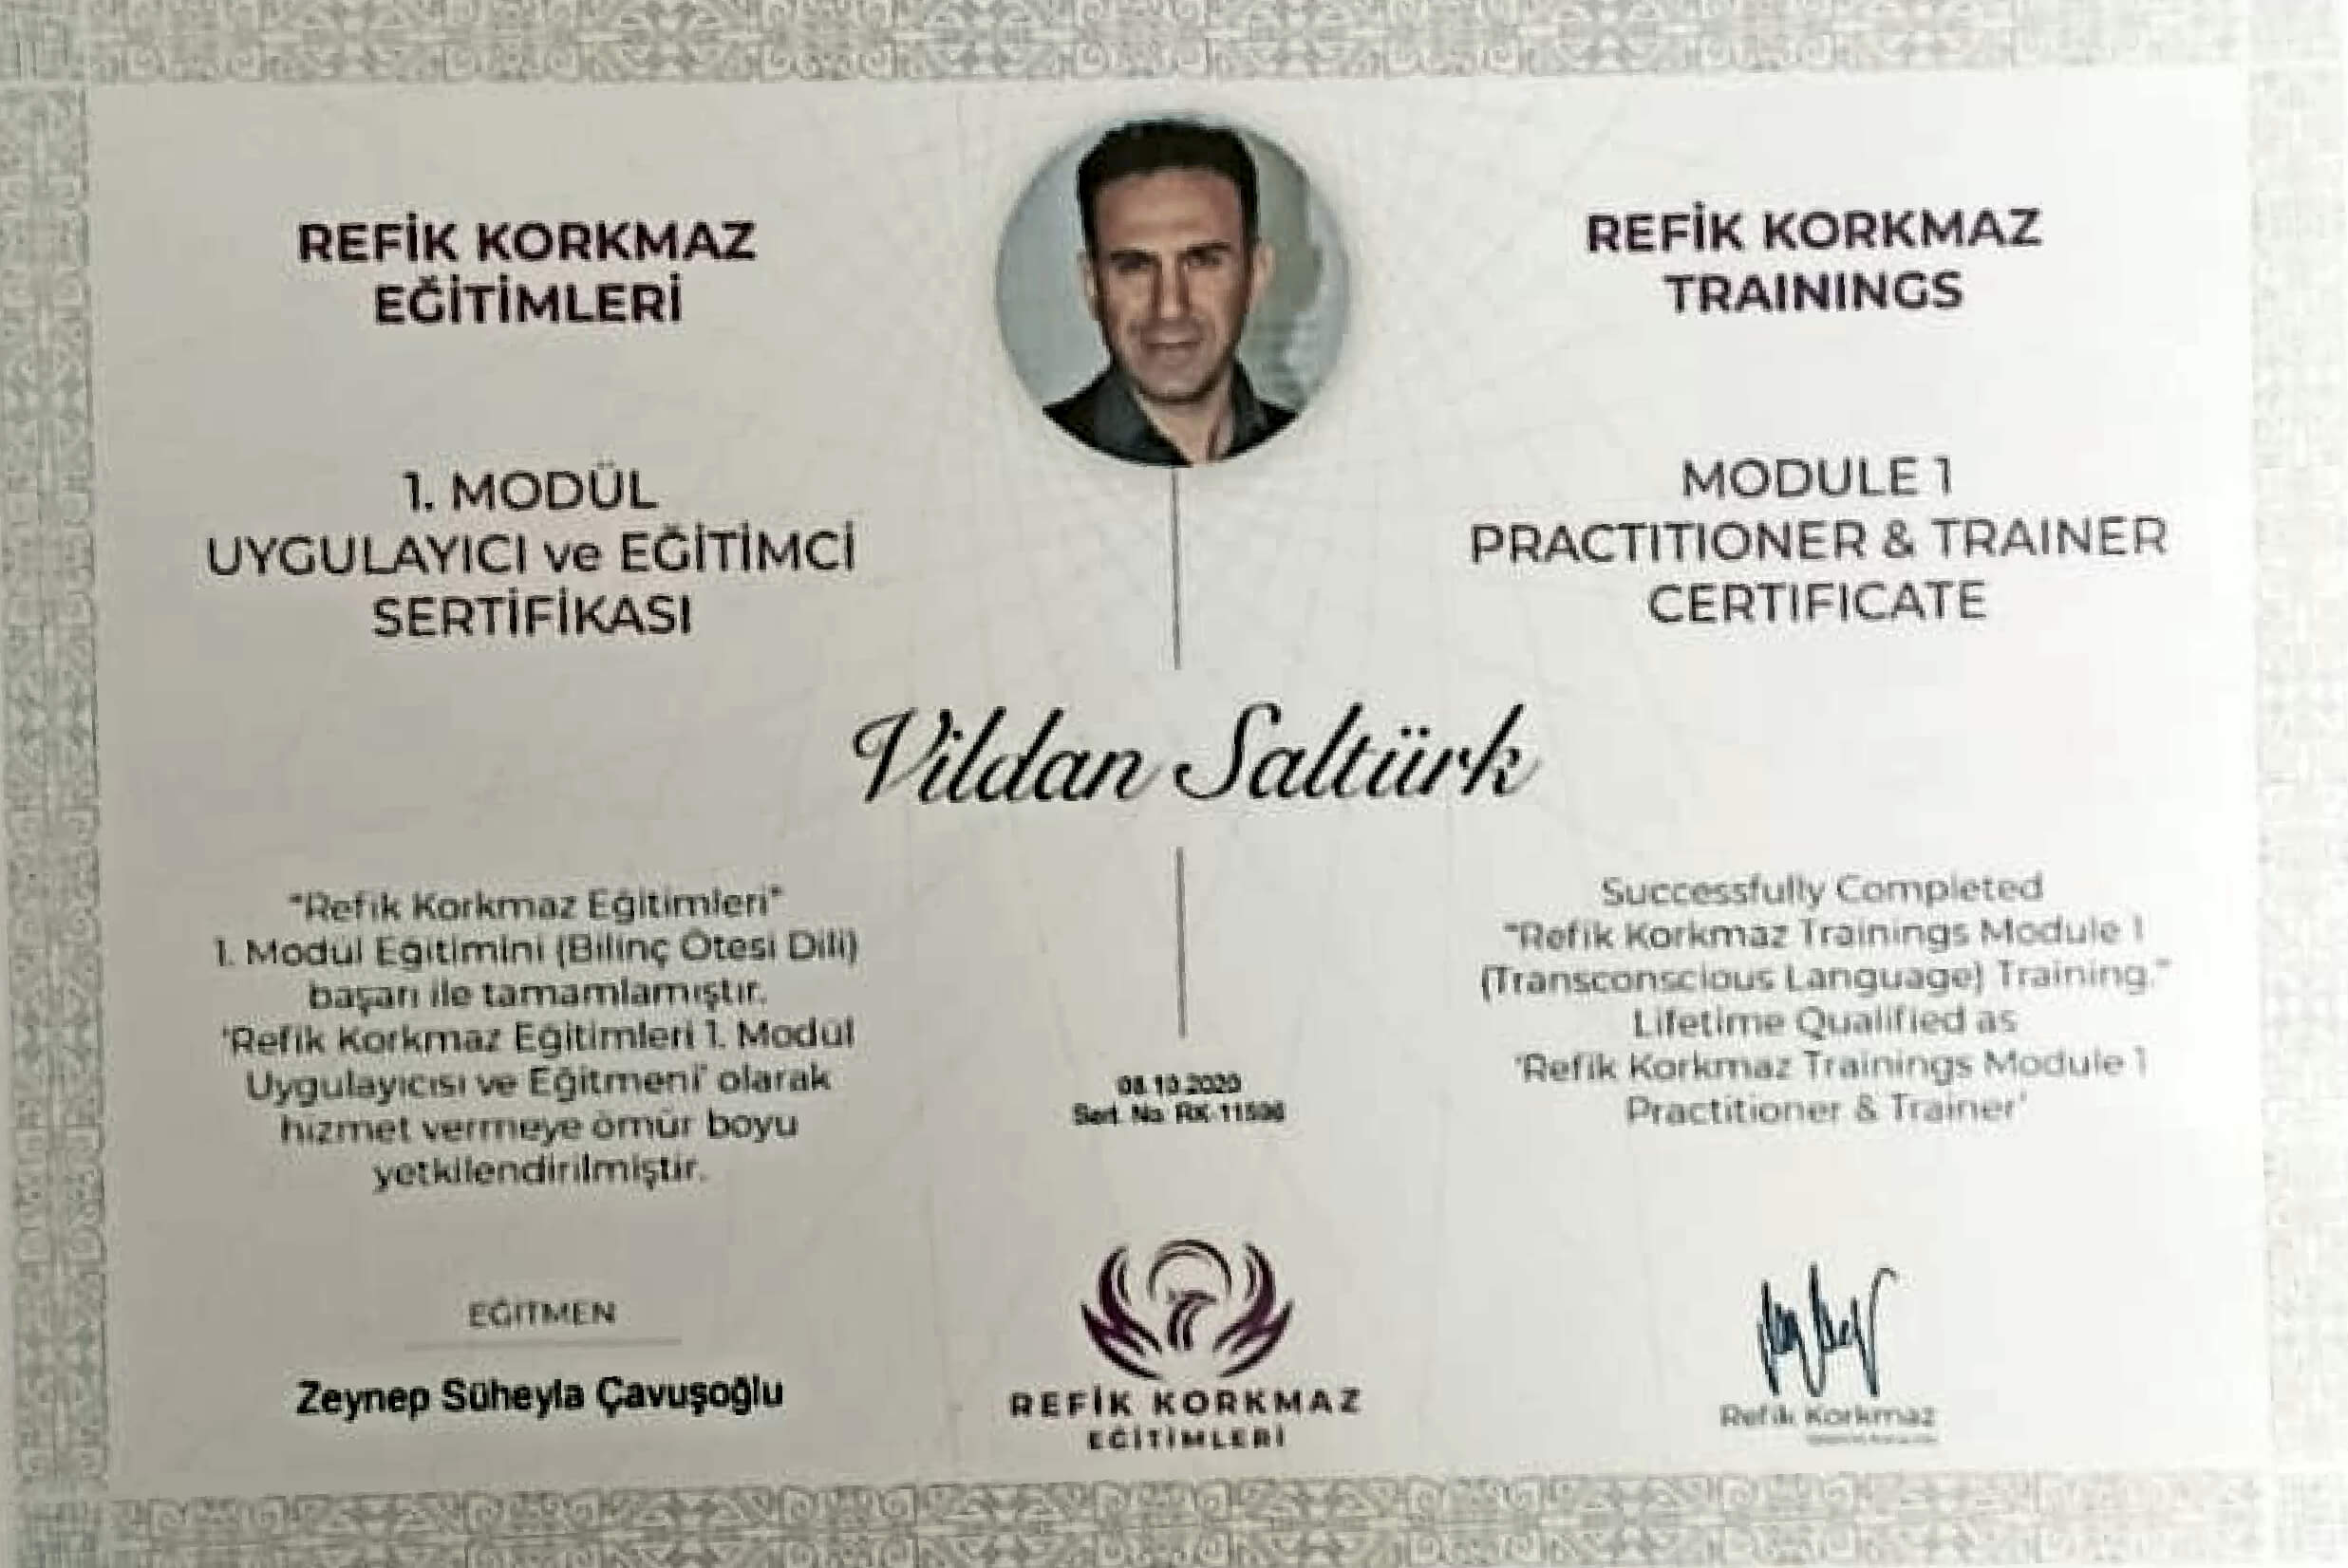 REFİK KORKMAZ
EĞİTİMLERİ
1. MODÜL
UYGULAYICI ve EĞİTİMCİ
SERTİFİKASI
REFİK KORKMAZ
TRAININGS
MODULE 1
PRACTITIONER & TRAINER
CERTIFICATE
Vildan Saltürk
"Refik Korkmaz Eğitimleri"
1. Modül Eğitimini (Bilinç Ötesi Dili)
başarı ile tamamlamıştır.
'Refik Korkmaz Eğitimleri 1. Modül
Uygulayıcısı ve Eğitmeni' olarak
hizmet vermeye ömür boyu
yetkilendirilmiştir.
Successfully Completed
"Refik Korkmaz Trainings Module 1
(Transconscious Language) Training."
Lifetime Qualified as
'Refik Korkmaz Trainings Module 1
Practitioner & Trainer'
Sert. No
EĞİTMEN
Zeynep Süheyla Çavuşoğlu
REFİK KORKMAZ
EĞİTİMLERİ
Refik Korkmaz